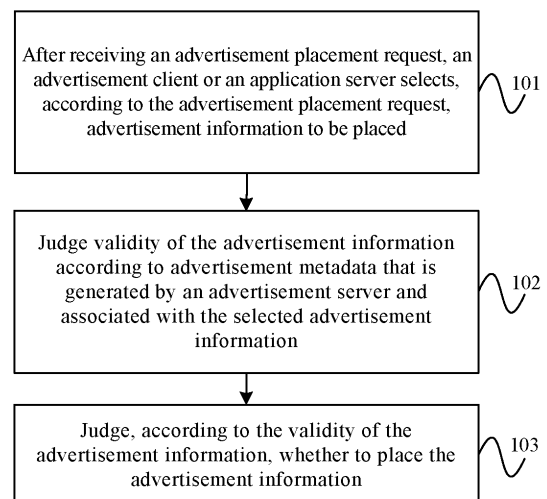 After receiving an advertisement placement request, an
advertisement client or an application server selects,
according to the advertisement placement request,
advertisement information to be placed
101
Judge validity of the advertisement information
according to advertisement metadata that is
generated by an advertisement server and
associated with the selected advertisement
information
102
Judge, according to the validity of the
advertisement information, whether to place the
advertisement information
103